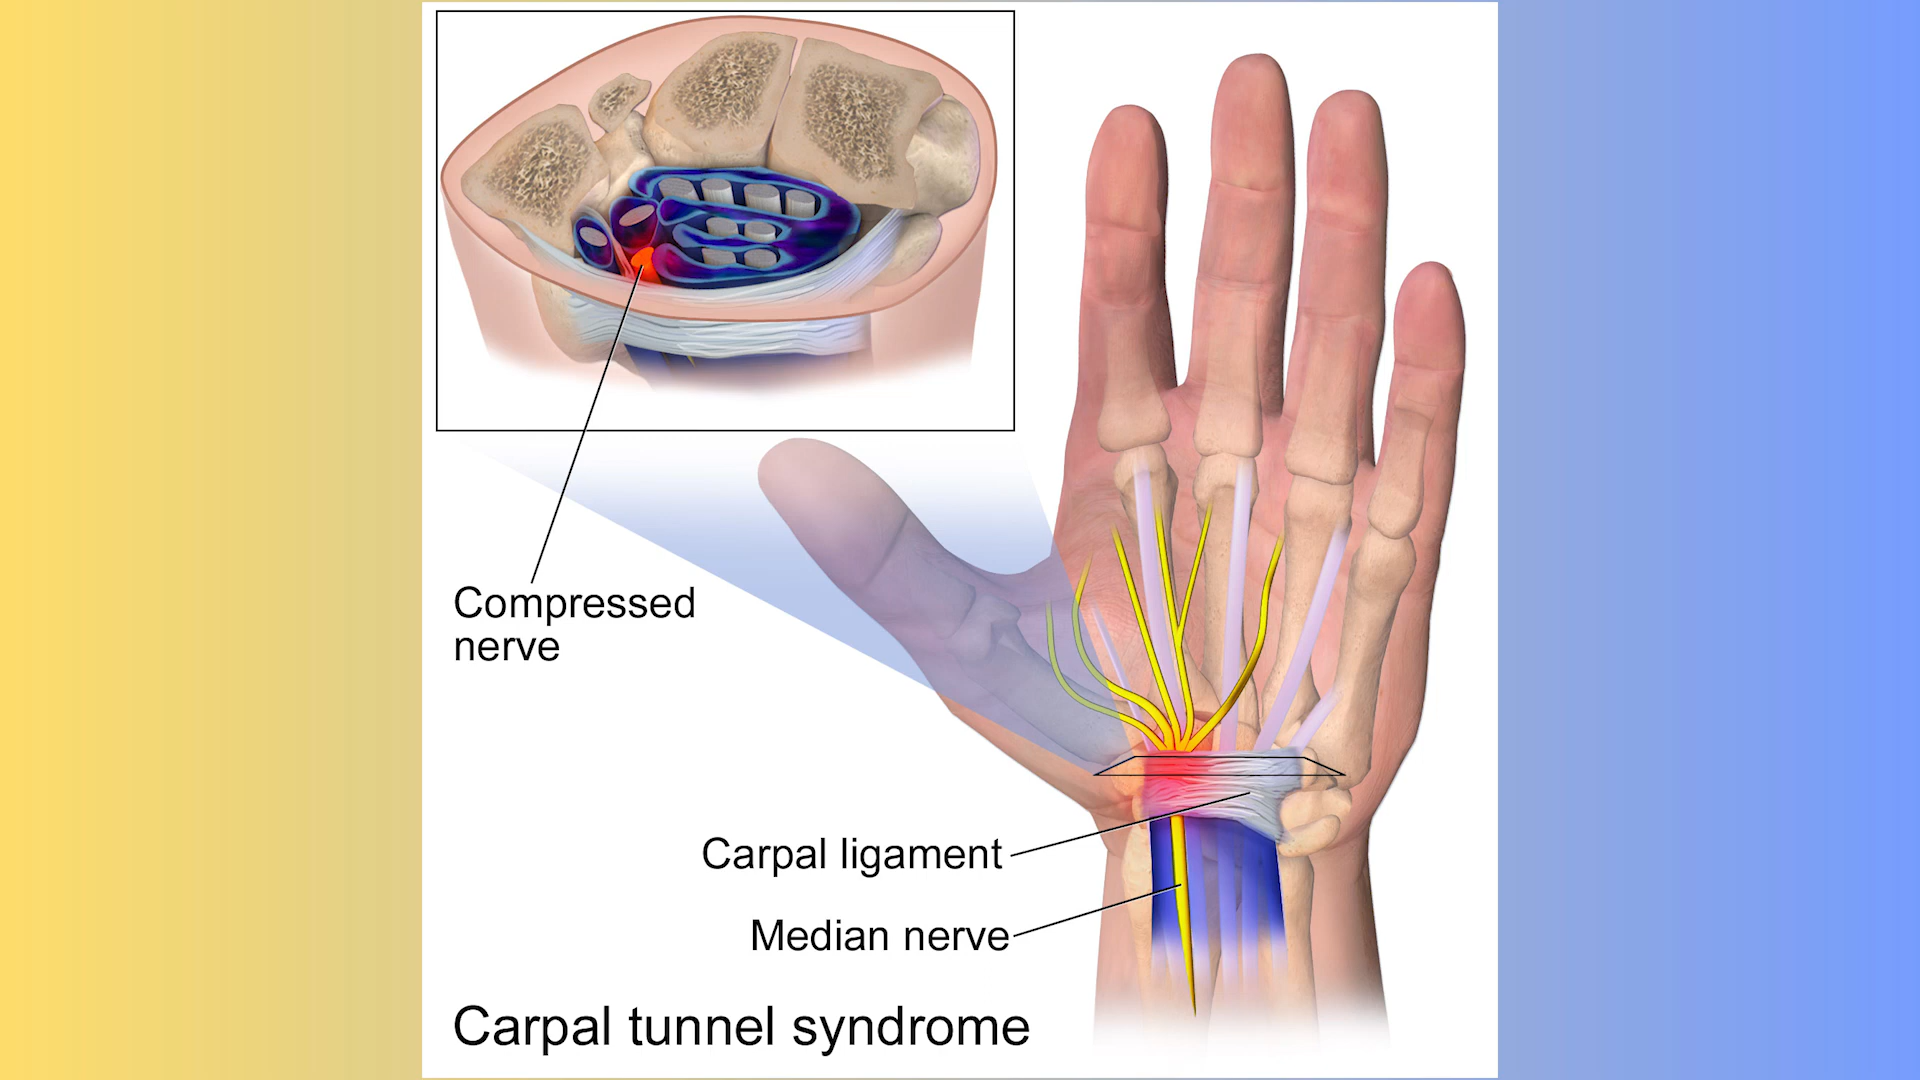 Compressed
nerve
Carpal ligament
Median nerve
Carpal tunnel syndrome